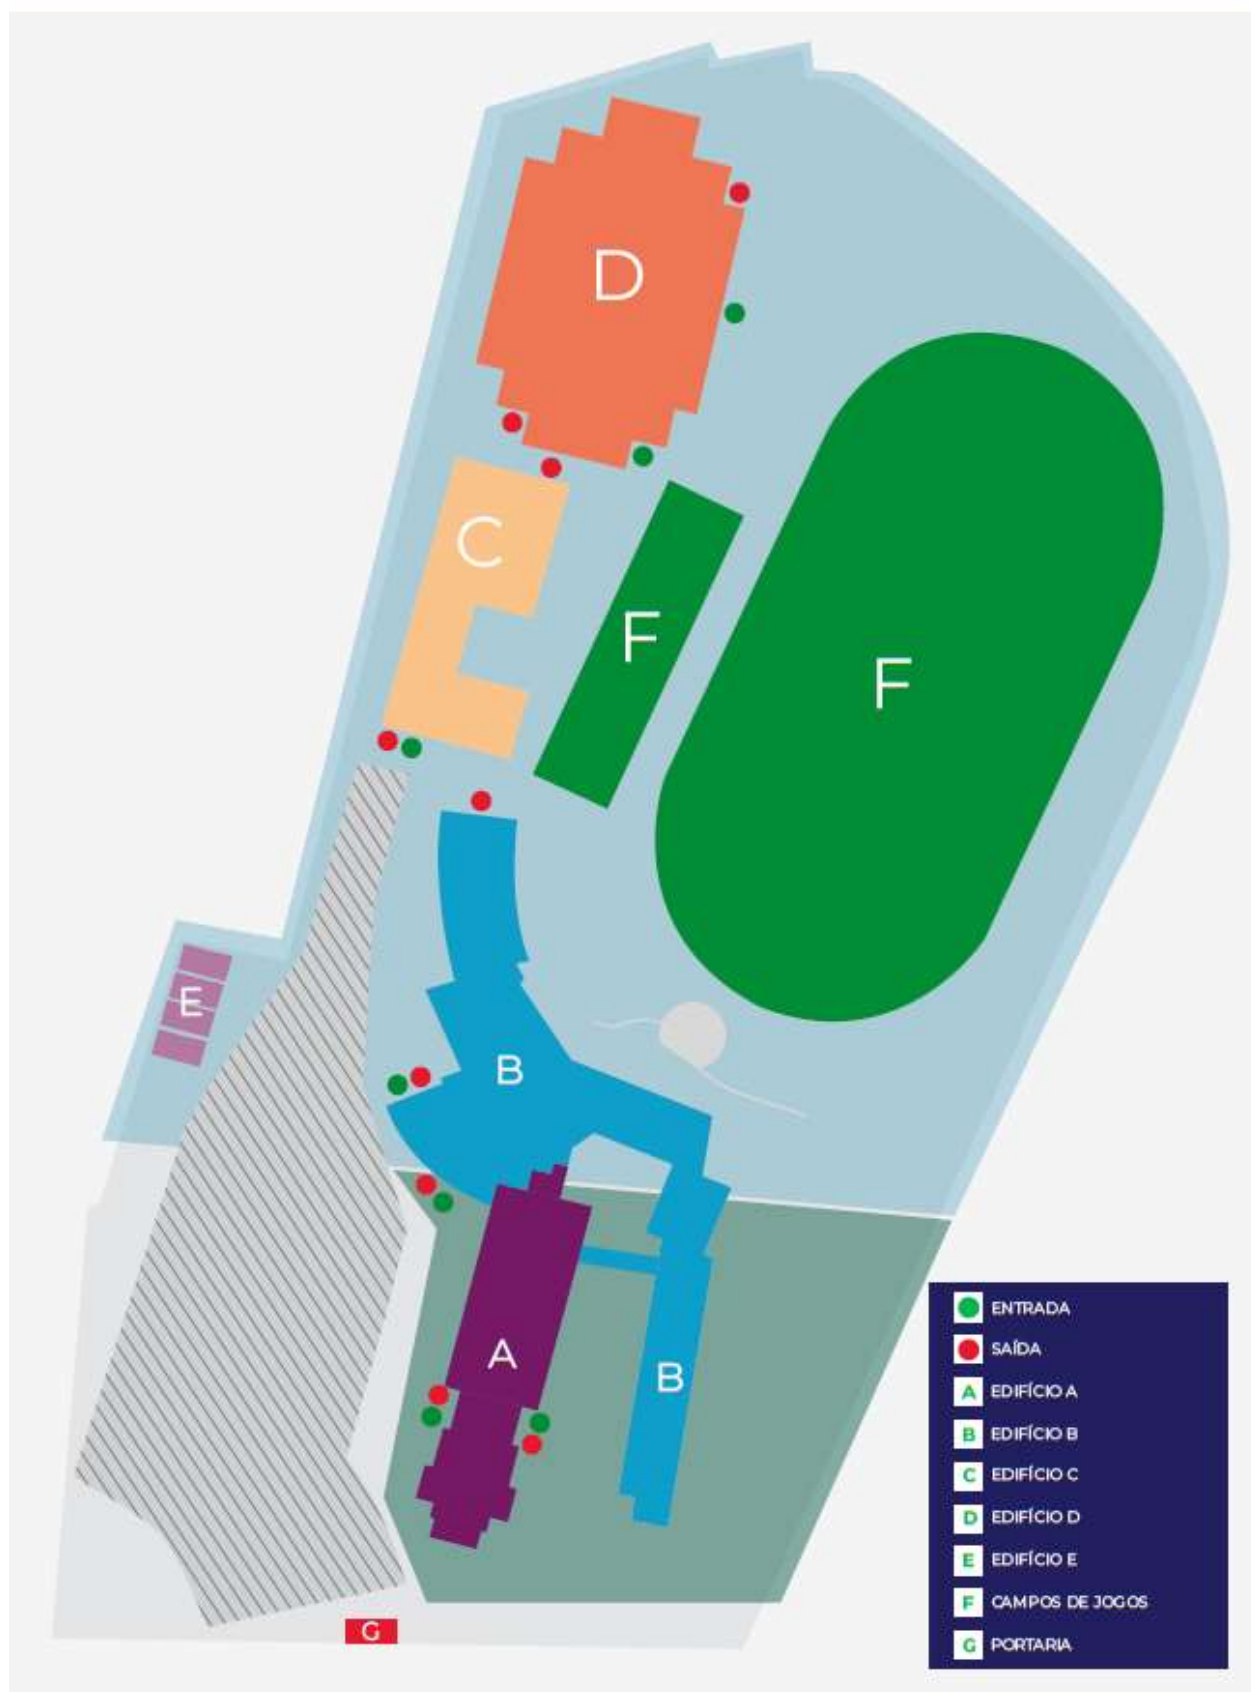 D
C
F
F
E
B
A
B
G
ENTRADA
SAÍDA
A EDIFÍCIO A
B EDIFÍCIO B
C EDIFÍCIO C
D EDIFÍCIO D
E EDIFÍCIO E
F CAMPOS DE JOGOS
G PORTARIA